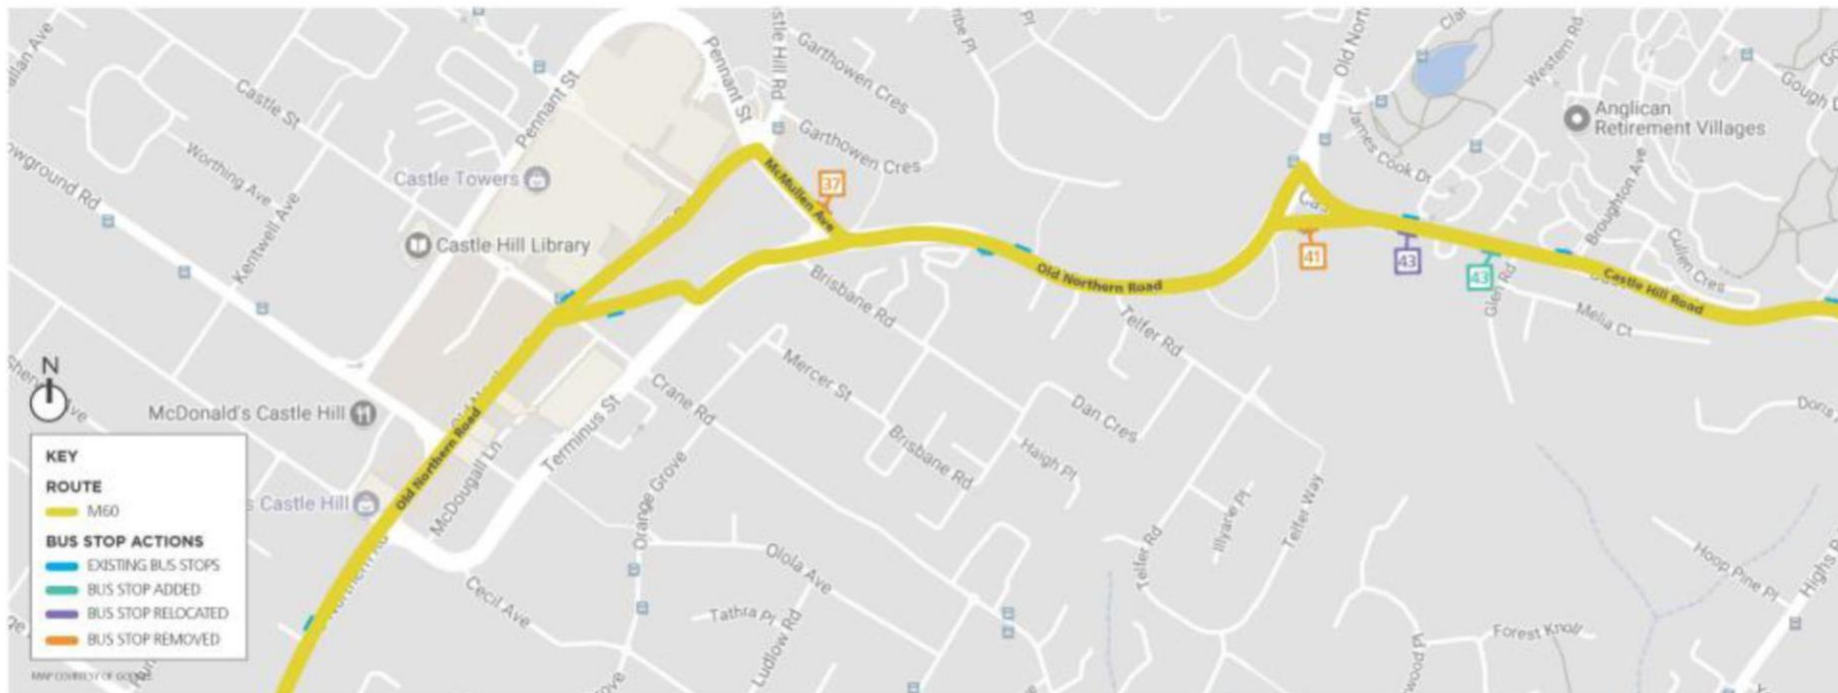 Castle St
Worthing Ave
Kentwell Ave
Pennant St
Castle Towers
Castle Hill Library
McDonald's Castle Hill
Pennant St
Garthowen Cres
Garthowen Cres
37
McMullen Ave
Old Northern Road
Old Northern Road
McDougall Ln
Terminus St
Crane Rd
Orange Grove
Cecil Ave
Olola Ave
Tathra Pl
Ludlow Rd
Brisbane Rd
Mercer St
Brisbane Rd
Haigh Pl
Dan Cres
Telfer Rd
Telfer Rd
Illyarie Pl
Telfer Way
James Cook Dr
Western Rd
Anglican
Retirement Villages
Broughton Ave
Cullen Cres
41
43
43
Glen Rd
Melia Ct
Castle Hill Road
Hoop Pine Pl
Forest Knoll
N
KEY
ROUTE
M60
BUS STOP ACTIONS
EXISTING BUS STOPS
BUS STOP ADDED
BUS STOP RELOCATED
BUS STOP REMOVED